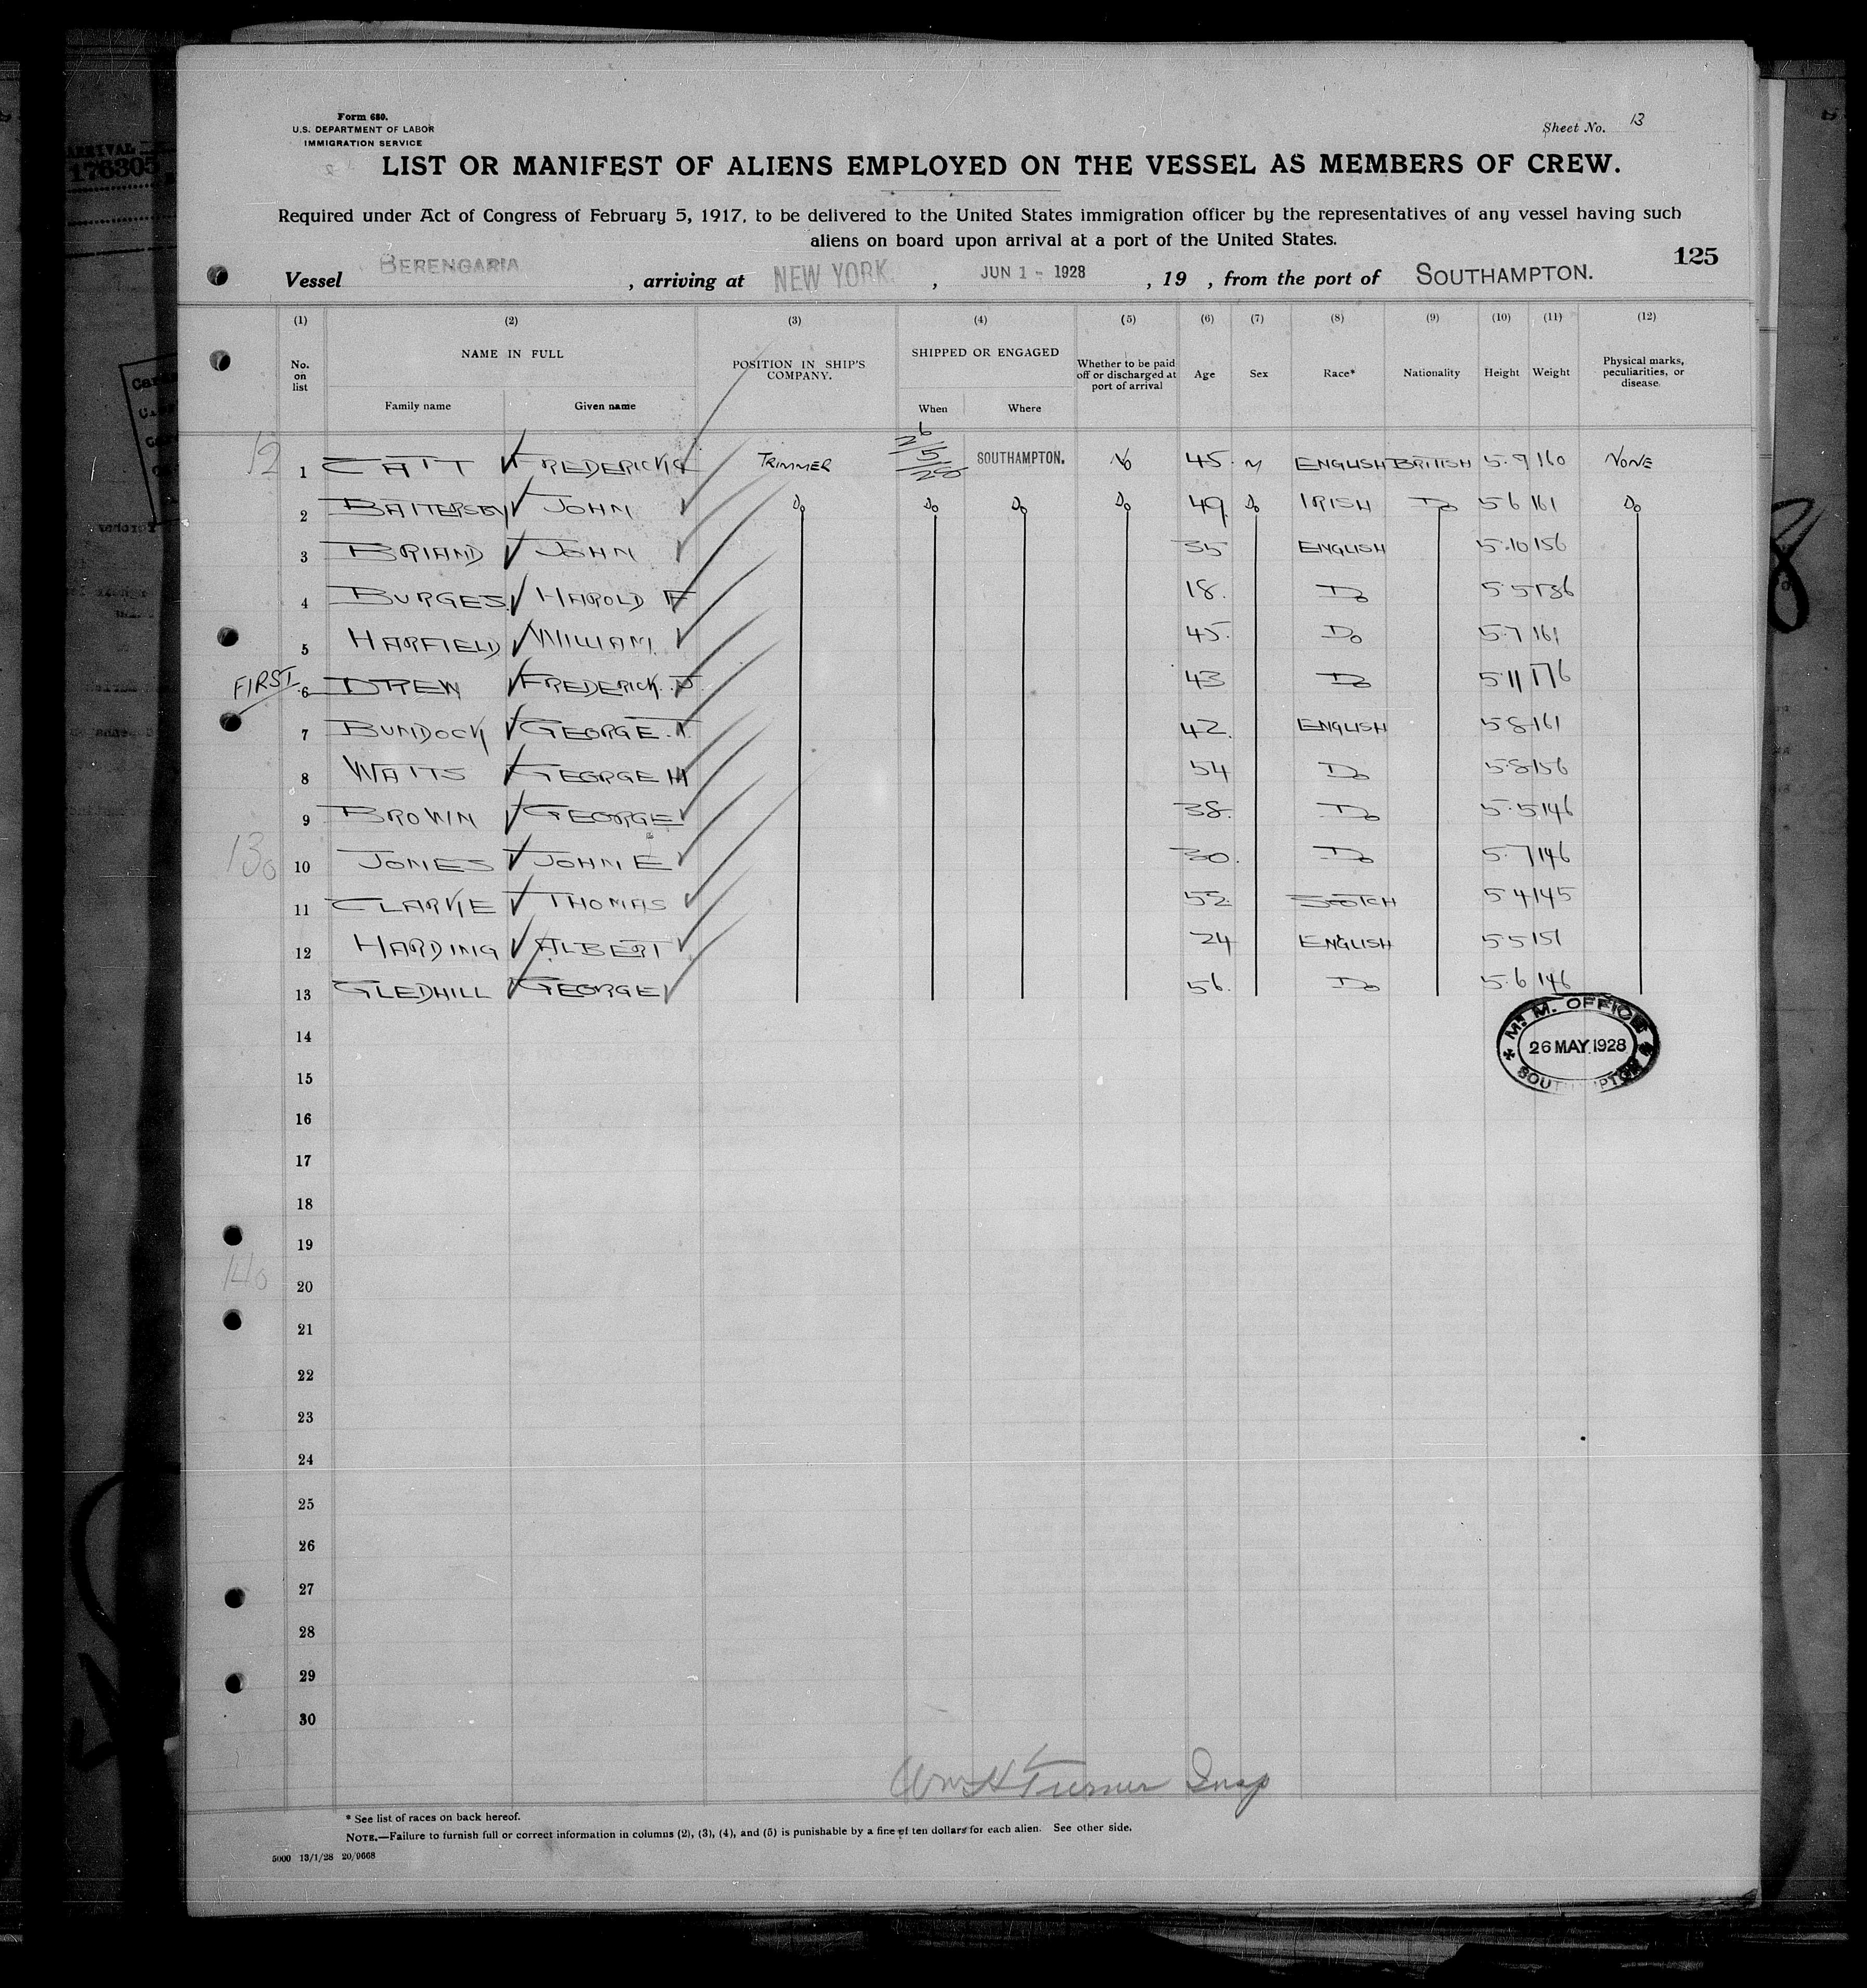 Form 680.
U.S. DEPARTMENT OF LABOR
IMMIGRATION SERVICE
Sheet No. 13
LIST OR MANIFEST OF ALIENS EMPLOYED ON THE VESSEL AS MEMBERS OF CREW.
Required under Act of Congress of February 5, 1917, to be delivered to the United States immigration officer by the representatives of any vessel having such
aliens on board upon arrival at a port of the United States.
125
Vessel BERENGARIA , arriving at NEW YORK. , JUN 1 - 1928 , 19 , from the port of SOUTHAMPTON.
(1) (2) (3) (4) (5) (6) (7) (8) (9) (10) (11) (12)
No. on list NAME IN FULL Family name Given name POSITION IN SHIP'S COMPANY. SHIPPED OR ENGAGED When Where Whether to be paid off or discharged at port of arrival Age Sex Race* Nationality Height Weight Physical marks, peculiarities, or disease.
1 CATT FREDERICK TRIMMER 26/5/28 SOUTHAMPTON. No 45 M ENGLISH BRITISH 5.9 160 NONE
2 BATTERSBY JOHN Do Do Do Do 49 Do IRISH Do 5 6 161 Do
3 BRIAND JOHN 35 ENGLISH 5.10 156
4 BURGES HAROLD F 18. Do 5 5
5 HARFIELD WILLIAM. 45. Do 5.7 161
FIRST 6 DREW FREDERICK. 43 Do 5.11 176
7 BUNDOCK GEORGE. T. 42. ENGLISH 5.8 161
8 WATTS GEORGE 54 Do 5.8 156
9 BROWN GEORGE 38. Do 5.5 146
130
10 JONES JOHN E 30. Do 5.7 146
11 CLARKE THOMAS 52 SCOTCH 5 4 145
12 HARDING ALBERT 24 ENGLISH 5 5 151
13 GLEDHILL GEORGE 56. Do 5.6 146
14
M. M. OFFICE
26 MAY 1928
SOUTHAMPTON
15
16
17
18
19
140
20
21
22
23
24
25
26
27
28
29
30
Wm H Turner Insp
* See list of races on back hereof.
NOTE.—Failure to furnish full or correct information in columns (2), (3), (4), and (5) is punishable by a fine of ten dollars for each alien. See other side.
5000 13/1/28 20/9668
ARRIVAL
176305